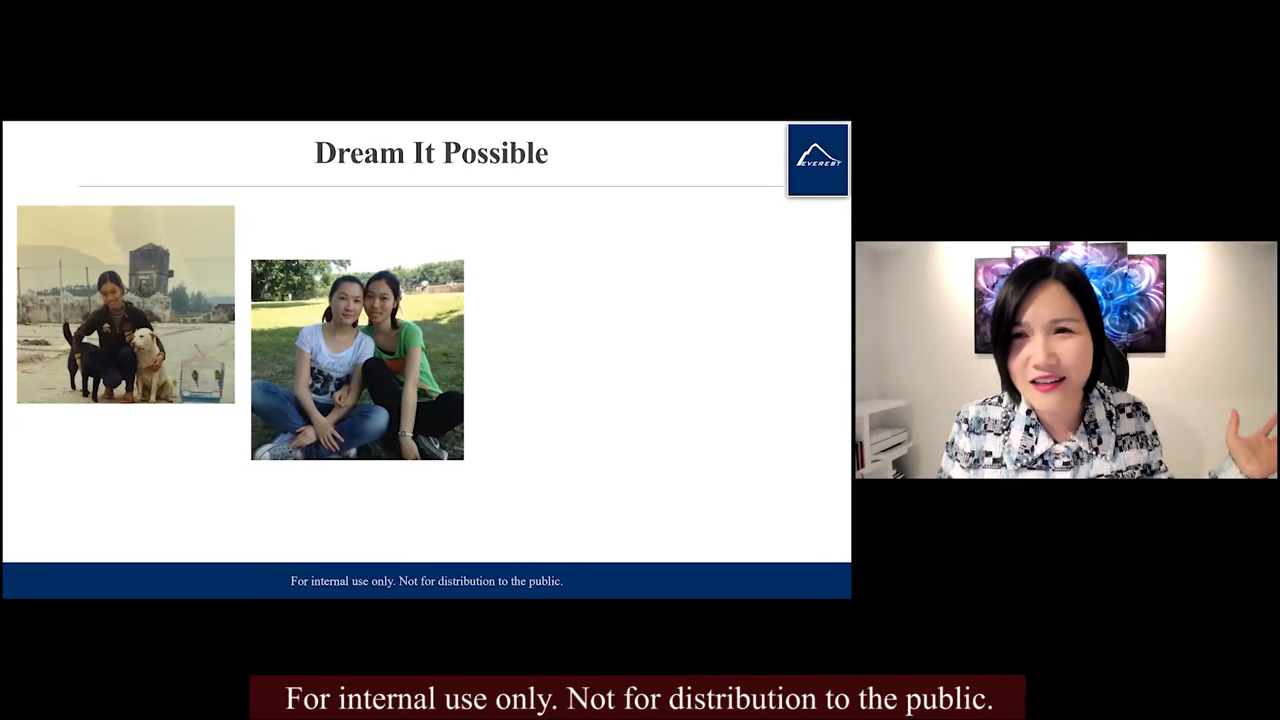 Dream It Possible
EVEREST
For internal use only. Not for distribution to the public.
For internal use only. Not for distribution to the public.